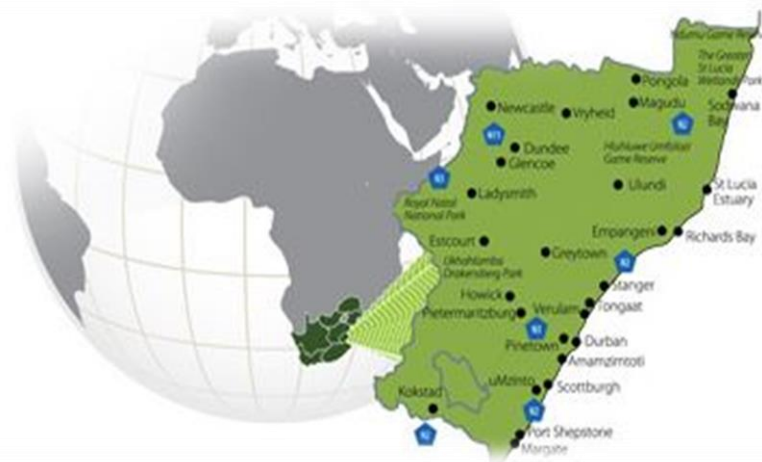 Ndumu Game Reserve
The Greater
St Lucia
Wetlands Park
Pongola
Newcastle
Vryheid
Magudu
Sodwana
Bay
N11
N2
Dundee
Glencoe
Hluhluwe Umfolozi
Game Reserve
N3
Ladysmith
Ulundi
St Lucia
Estuary
Royal Natal
National Park
Estcourt
Empangeni
Richards Bay
Greytown
Ukhahlamba
Drakensberg Park
N2
Howick
Stanger
Pietermaritzburg
Verulam
Tongaat
N3
Pinetown
Durban
Amamzimtoti
uMzinto
Scottburgh
Kokstad
N2
N2
Port Shepstone
Margate